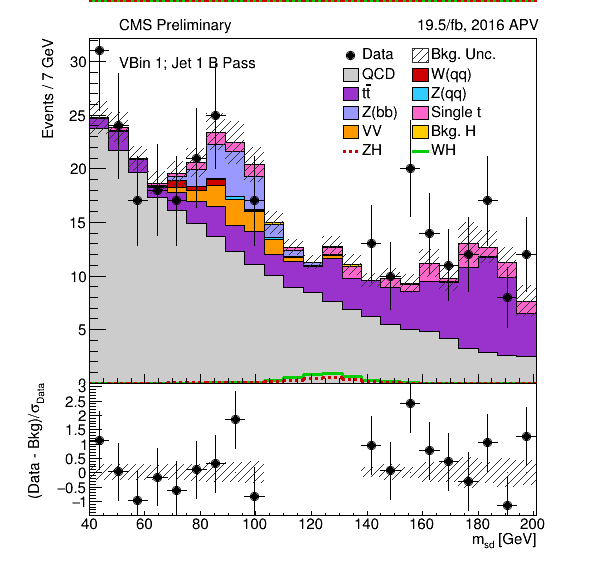 CMS Preliminary 19.5/fb, 2016 APV
Events / 7 GeV
VBin 1; Jet 1 B Pass
Data Bkg. Unc.
QCD W(qq)
tt̄ Z(qq)
Z(bb) Single t
VV Bkg. H
ZH WH
30
25
20
15
10
5
(Data - Bkg)/σData
3
2.5
2
1.5
1
0.5
0.0
−0.5
−1
40 60 80 100 120 140 160 180 200
msd [GeV]